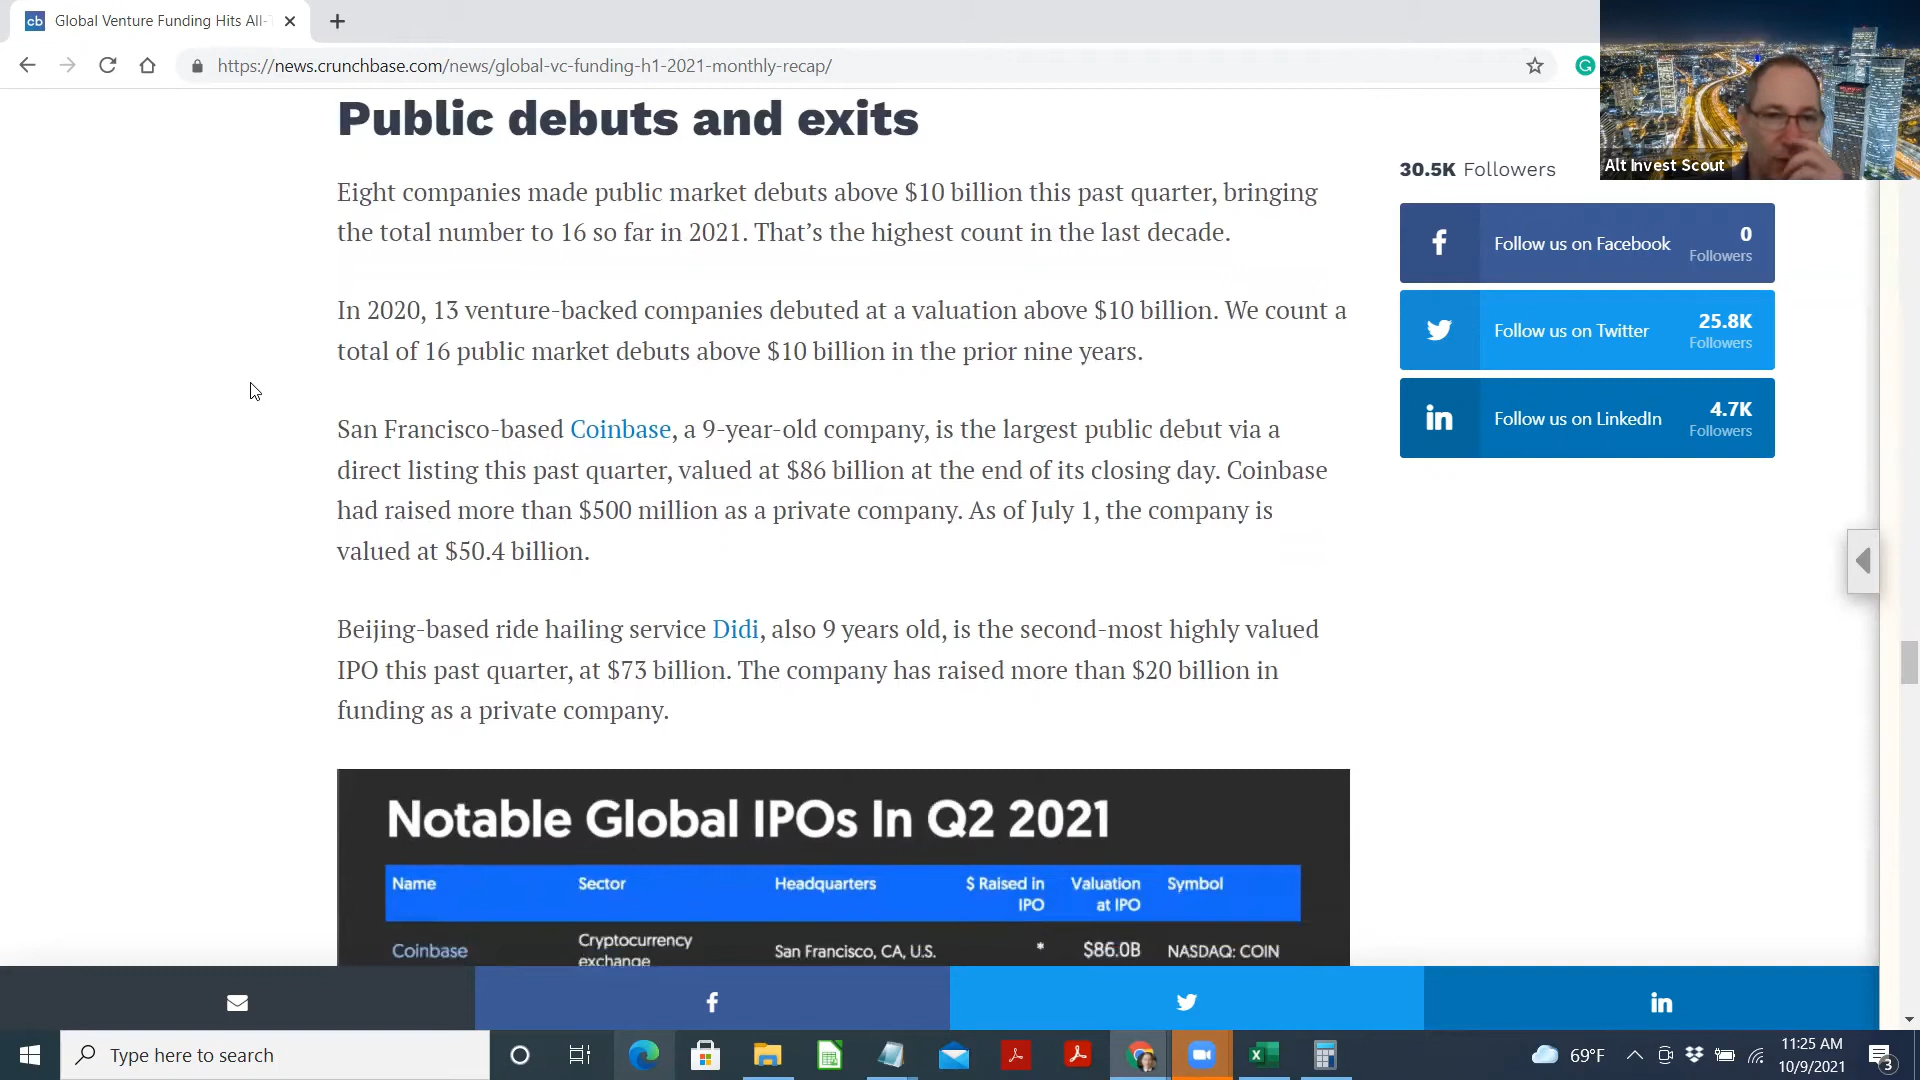 Global Venture Funding Hits All-
https://news.crunchbase.com/news/global-vc-funding-h1-2021-monthly-recap/
Alt Invest Scout
Public debuts and exits
Eight companies made public market debuts above $10 billion this past quarter, bringing
the total number to 16 so far in 2021. That’s the highest count in the last decade.
In 2020, 13 venture-backed companies debuted at a valuation above $10 billion. We count a
total of 16 public market debuts above $10 billion in the prior nine years.
San Francisco-based Coinbase, a 9-year-old company, is the largest public debut via a
direct listing this past quarter, valued at $86 billion at the end of its closing day. Coinbase
had raised more than $500 million as a private company. As of July 1, the company is
valued at $50.4 billion.
Beijing-based ride hailing service Didi, also 9 years old, is the second-most highly valued
IPO this past quarter, at $73 billion. The company has raised more than $20 billion in
funding as a private company.
30.5K Followers
Follow us on Facebook 0 Followers
Follow us on Twitter 25.8K Followers
Follow us on LinkedIn 4.7K Followers
Notable Global IPOs In Q2 2021
Name Sector Headquarters $ Raised in IPO Valuation at IPO Symbol
Coinbase Cryptocurrency exchange San Francisco, CA, U.S. * $86.0B NASDAQ: COIN
Type here to search
69°F
11:25 AM
10/9/2021
3